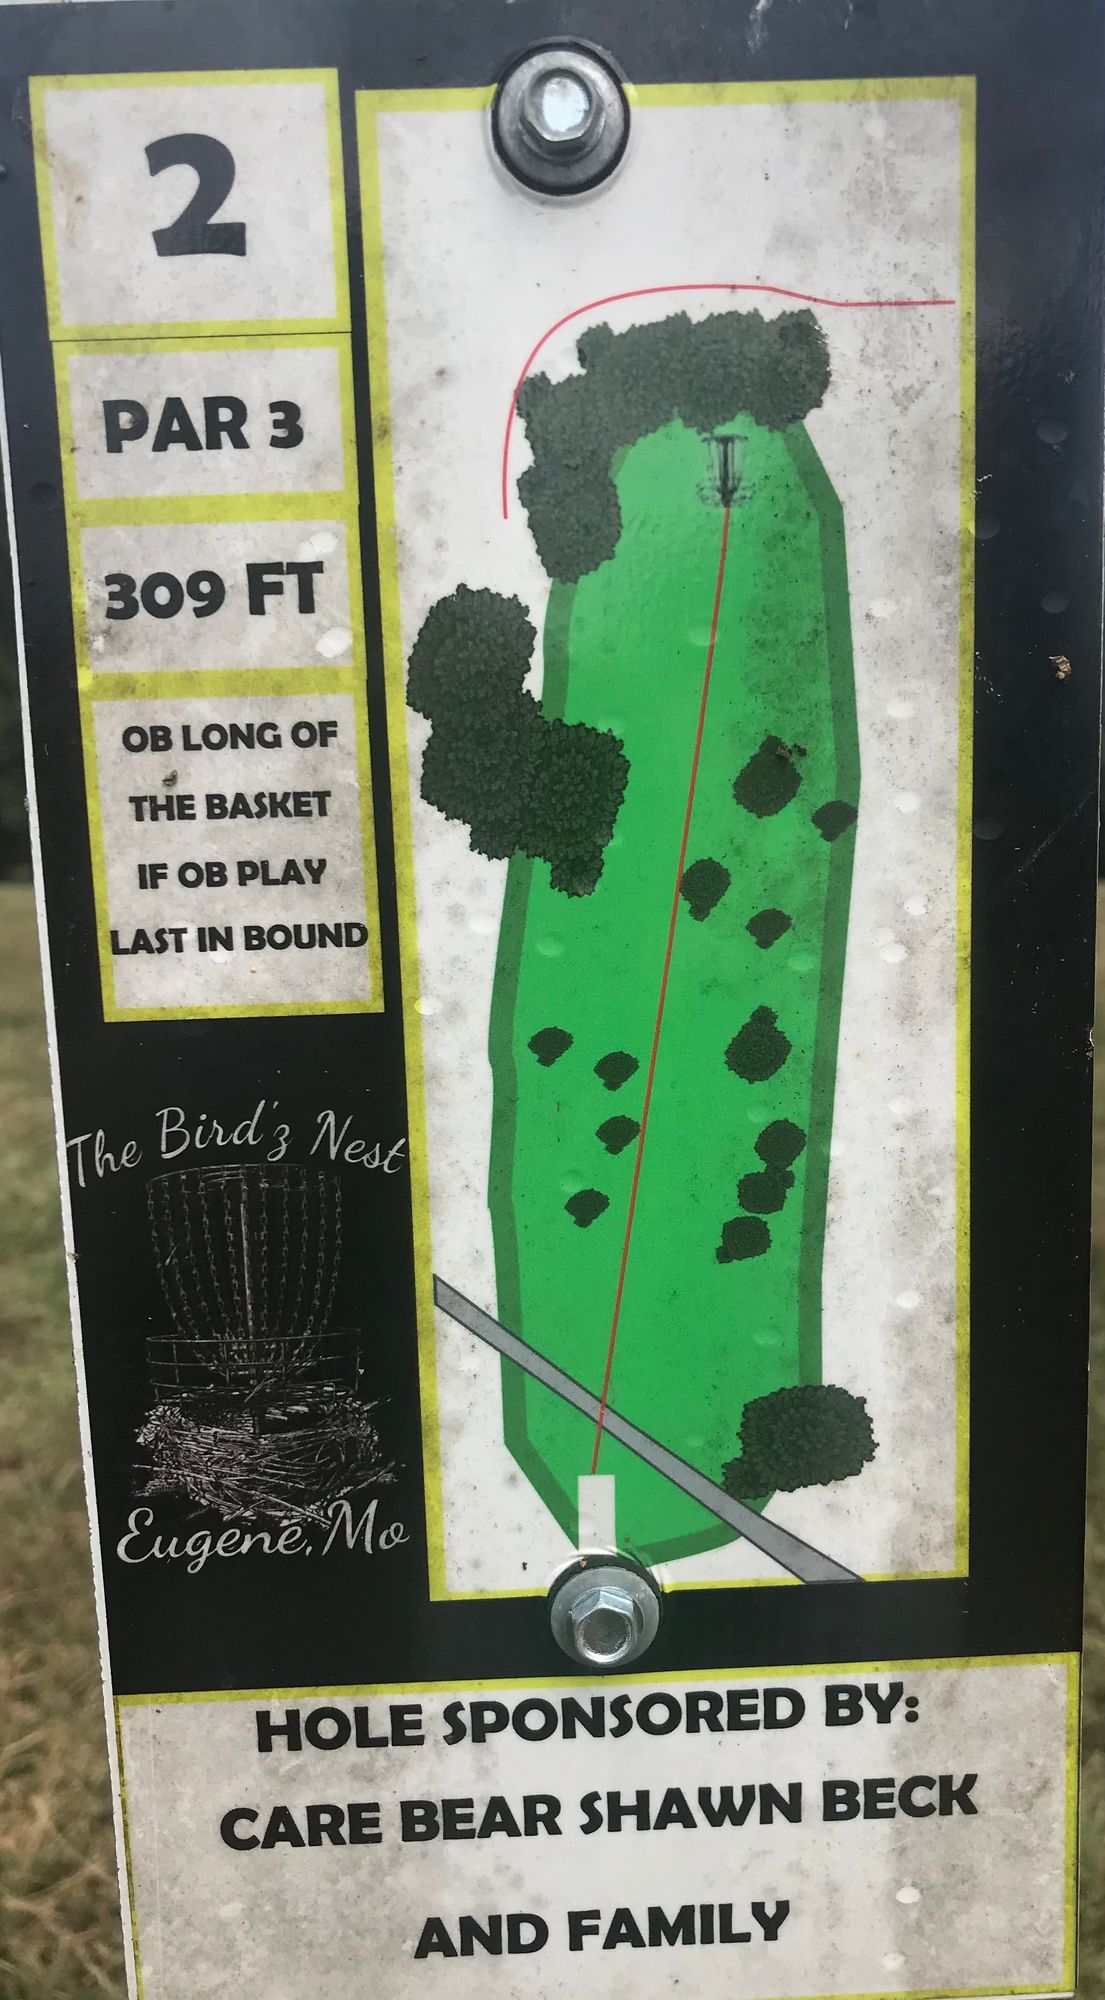 2
PAR 3
309 FT
OB LONG OF
THE BASKET
IF OB PLAY
LAST IN BOUND
The Bird'z Nest
Eugene, Mo
HOLE SPONSORED BY:
CARE BEAR SHAWN BECK
AND FAMILY